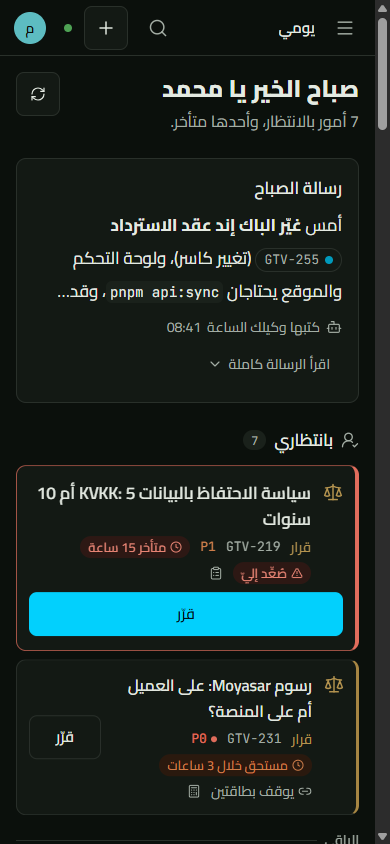 يومي
م
صباح الخير يا محمد
7 أمور بالانتظار، وأحدها متأخر.
رسالة الصباح
أمس غيّر الباك إند عقد الاسترداد
GTV-255 (تغيير كاسر)، ولوحة التحكم
والموقع يحتاجان pnpm api:sync، وقد...
كتبها وكيلك الساعة 08:41
اقرأ الرسالة كاملة
بانتظاري 7
سياسة الاحتفاظ بالبيانات KVKK: 5 أم 10
سنوات
قرار GTV-219 P1 متأخر 15 ساعة
صُعِّد إليّ
قرّر
رسوم Moyasar: على العميل
أم على المنصة؟
قرار GTV-231 P0
مستحق خلال 3 ساعات
يوقف بطاقتين
قرّر
الباقي